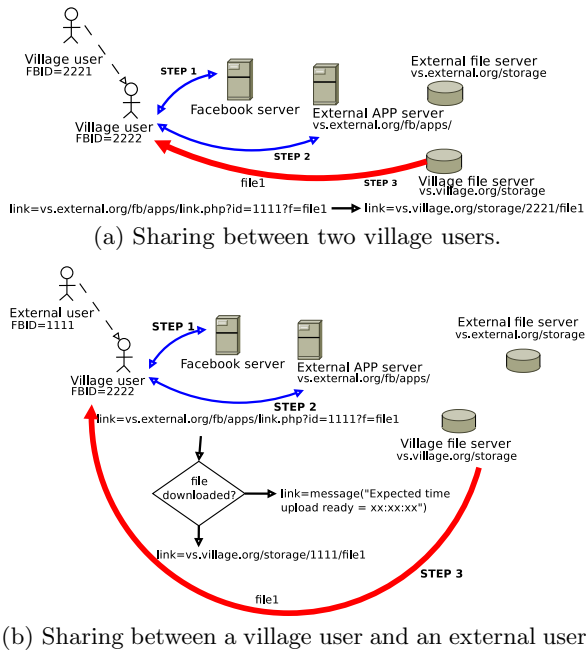 Village user
FBID=2221
STEP 1
External file server
vs.external.org/storage
Village user
FBID=2222
Facebook server
External APP server
vs.external.org/fb/apps/
STEP 2
STEP 3
file1
Village file server
vs.village.org/storage
link=vs.external.org/fb/apps/link.php?id=1111?f=file1
link=vs.village.org/storage/2221/file1
(a) Sharing between two village users.
External user
FBID=1111
STEP 1
External file server
vs.external.org/storage
Village user
FBID=2222
Facebook server
External APP server
vs.external.org/fb/apps/
STEP 2
link=vs.external.org/fb/apps/link.php?id=1111?f=file1
Village file server
vs.village.org/storage
file
downloaded?
link=message("Expected time
upload ready = xx:xx:xx")
link=vs.village.org/storage/1111/file1
STEP 3
file1
(b) Sharing between a village user and an external user